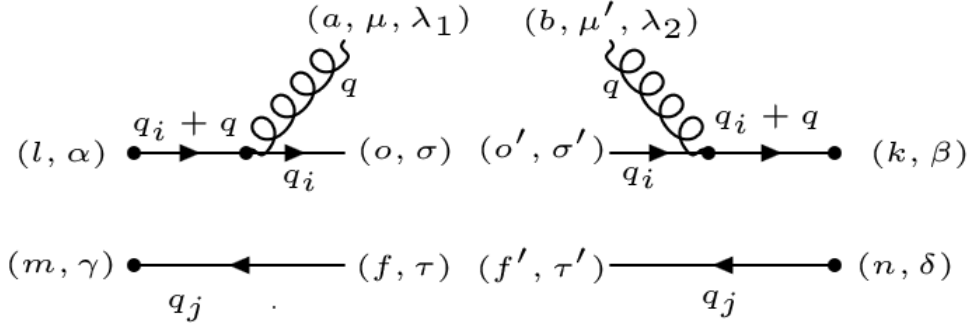 (a, μ, λ₁) (b, μ′, λ₂)
q q
q_i + q q_i + q
(l, α) (o, σ) (o′, σ′) (k, β)
q_i q_i
(m, γ) (f, τ) (f′, τ′) (n, δ)
q_j . q_j